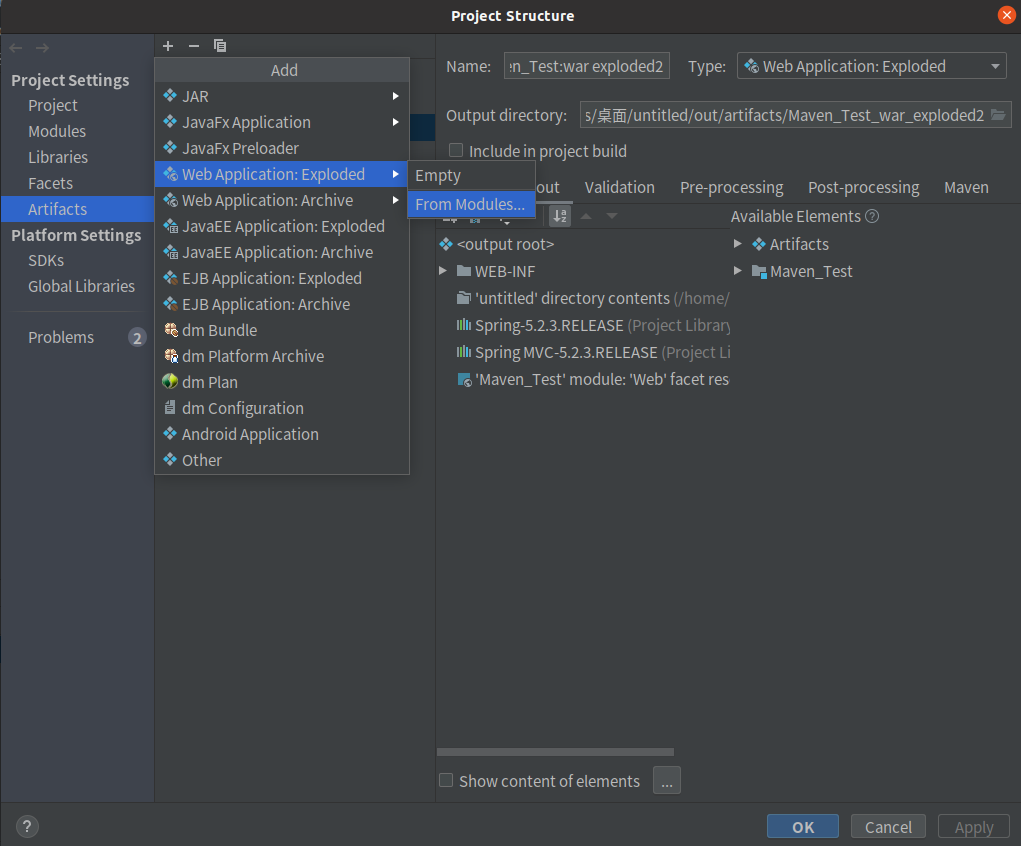 Project Structure
Project Settings
Project
Modules
Libraries
Facets
Artifacts
Platform Settings
SDKs
Global Libraries
Problems 2
Add
JAR
JavaFx Application
JavaFx Preloader
Web Application: Exploded
Web Application: Archive
JavaEE Application: Exploded
JavaEE Application: Archive
EJB Application: Exploded
EJB Application: Archive
dm Bundle
dm Platform Archive
dm Plan
dm Configuration
Android Application
Other
Empty
From Modules...
Name: n_Test:war exploded2 Type: Web Application: Exploded
Output directory: s/桌面/untitled/out/artifacts/Maven_Test_war_exploded2
Include in project build
out Validation Pre-processing Post-processing Maven
<output root>
WEB-INF
'untitled' directory contents (/home/
Spring-5.2.3.RELEASE (Project Library
Spring MVC-5.2.3.RELEASE (Project Li
'Maven_Test' module: 'Web' facet res
Available Elements ?
Artifacts
Maven_Test
Show content of elements ...
? OK Cancel Apply